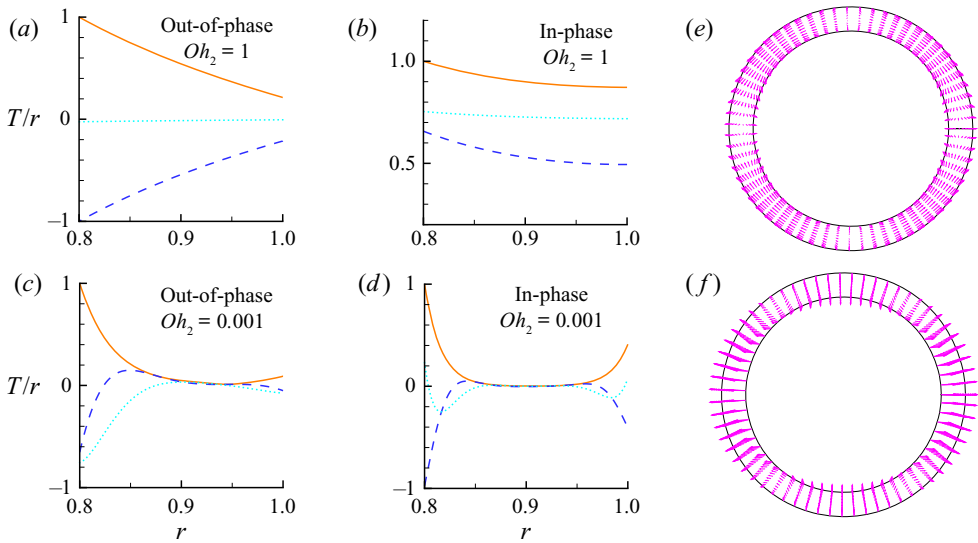 (a)
Out-of-phase
Oh₂ = 1
1
T/r
0
−1
0.8
0.9
1.0
(b)
In-phase
Oh₂ = 1
1.0
0.5
0.8
0.9
1.0
(e)
(c)
Out-of-phase
Oh₂ = 0.001
1
T/r
0
−1
0.8
0.9
1.0
r
(d)
In-phase
Oh₂ = 0.001
1
0
−1
0.8
0.9
1.0
r
(f)